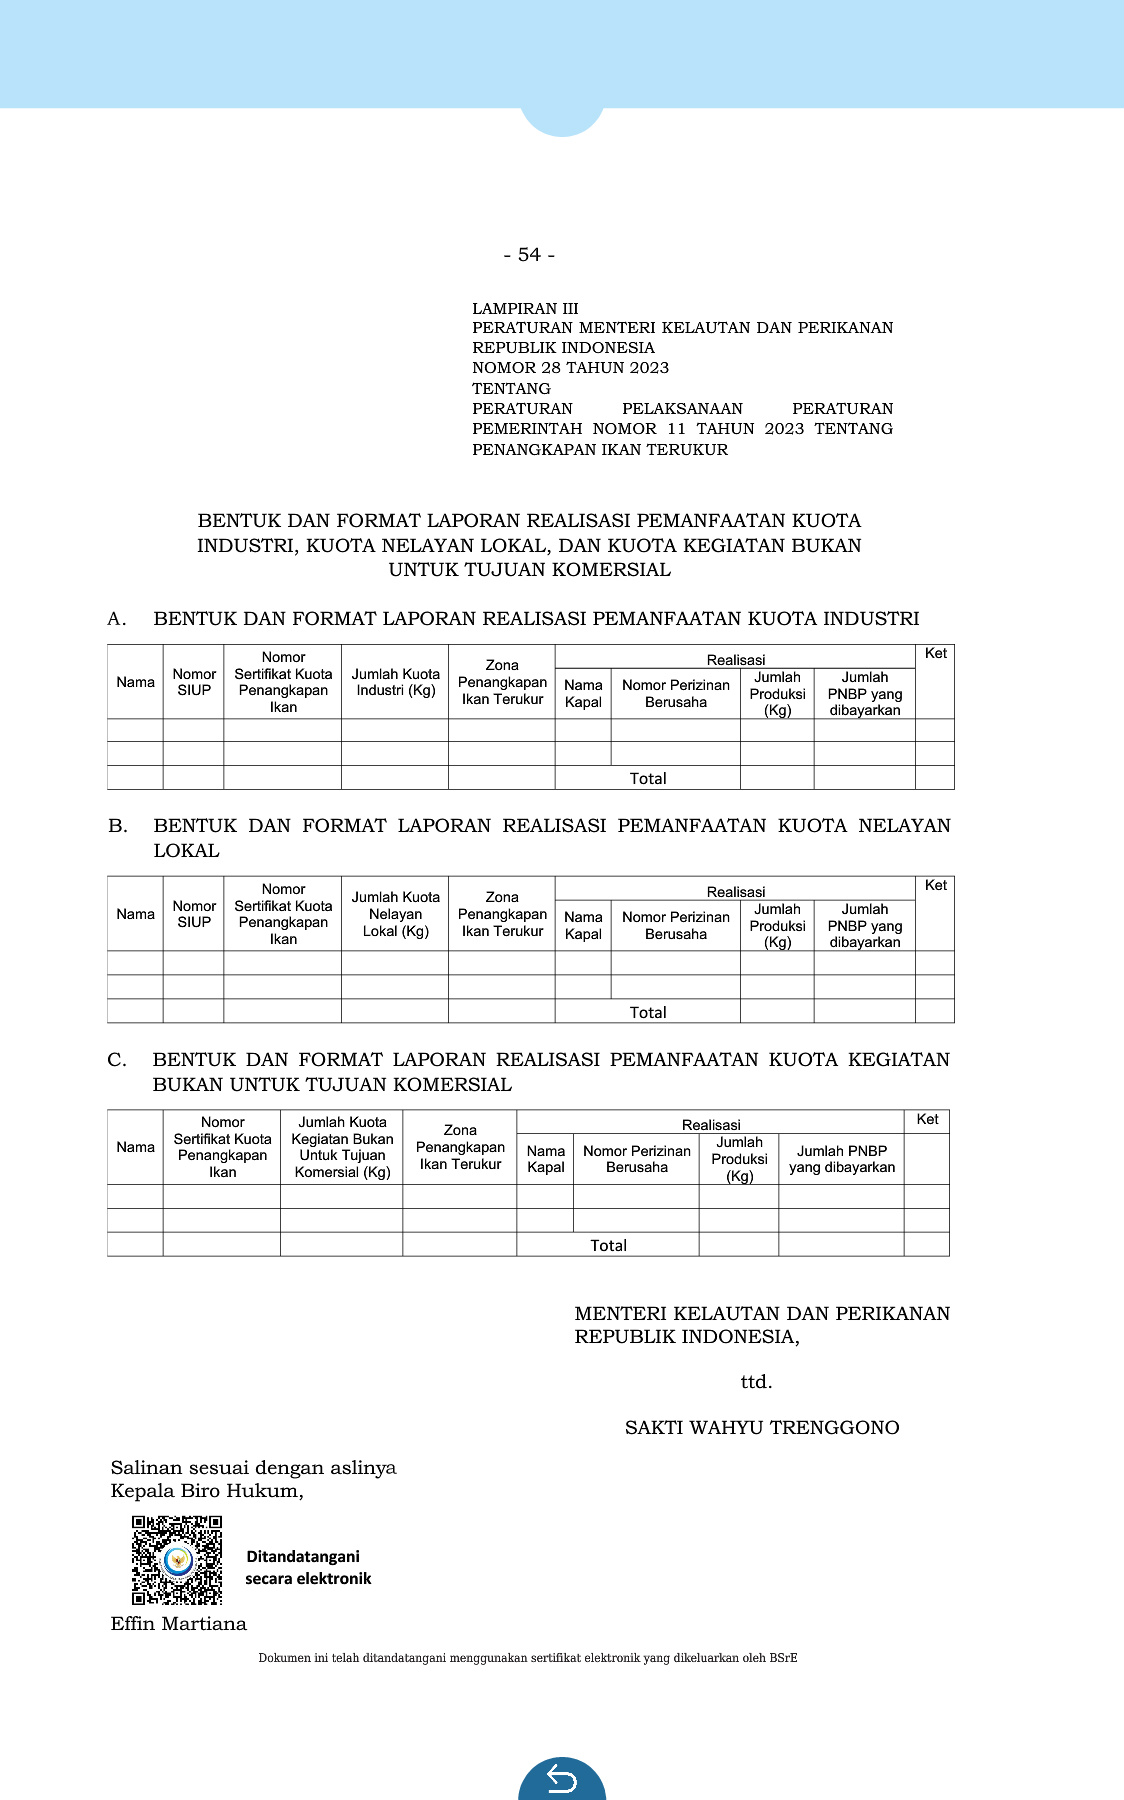 - 54 -
LAMPIRAN III
PERATURAN MENTERI KELAUTAN DAN PERIKANAN
REPUBLIK INDONESIA
NOMOR 28 TAHUN 2023
TENTANG
PERATURAN PELAKSANAAN PERATURAN
PEMERINTAH NOMOR 11 TAHUN 2023 TENTANG
PENANGKAPAN IKAN TERUKUR
BENTUK DAN FORMAT LAPORAN REALISASI PEMANFAATAN KUOTA
INDUSTRI, KUOTA NELAYAN LOKAL, DAN KUOTA KEGIATAN BUKAN
UNTUK TUJUAN KOMERSIAL
A. BENTUK DAN FORMAT LAPORAN REALISASI PEMANFAATAN KUOTA INDUSTRI
Nama
Nomor
SIUP
Nomor
Sertifikat Kuota
Penangkapan
Ikan
Jumlah Kuota
Industri (Kg)
Zona
Penangkapan
Ikan Terukur
Realisasi
Nama
Kapal
Nomor Perizinan
Berusaha
Jumlah
Produksi
(Kg)
Jumlah
PNBP yang
dibayarkan
Ket
Total
B. BENTUK DAN FORMAT LAPORAN REALISASI PEMANFAATAN KUOTA NELAYAN
LOKAL
Nama
Nomor
SIUP
Nomor
Sertifikat Kuota
Penangkapan
Ikan
Jumlah Kuota
Nelayan
Lokal (Kg)
Zona
Penangkapan
Ikan Terukur
Realisasi
Nama
Kapal
Nomor Perizinan
Berusaha
Jumlah
Produksi
(Kg)
Jumlah
PNBP yang
dibayarkan
Ket
Total
C. BENTUK DAN FORMAT LAPORAN REALISASI PEMANFAATAN KUOTA KEGIATAN
BUKAN UNTUK TUJUAN KOMERSIAL
Nama
Nomor
Sertifikat Kuota
Penangkapan
Ikan
Jumlah Kuota
Kegiatan Bukan
Untuk Tujuan
Komersial (Kg)
Zona
Penangkapan
Ikan Terukur
Realisasi
Nama
Kapal
Nomor Perizinan
Berusaha
Jumlah
Produksi
(Kg)
Jumlah PNBP
yang dibayarkan
Ket
Total
MENTERI KELAUTAN DAN PERIKANAN
REPUBLIK INDONESIA,
ttd.
SAKTI WAHYU TRENGGONO
Salinan sesuai dengan aslinya
Kepala Biro Hukum,
Ditandatangani
secara elektronik
Effin Martiana
Dokumen ini telah ditandatangani menggunakan sertifikat elektronik yang dikeluarkan oleh BSrE